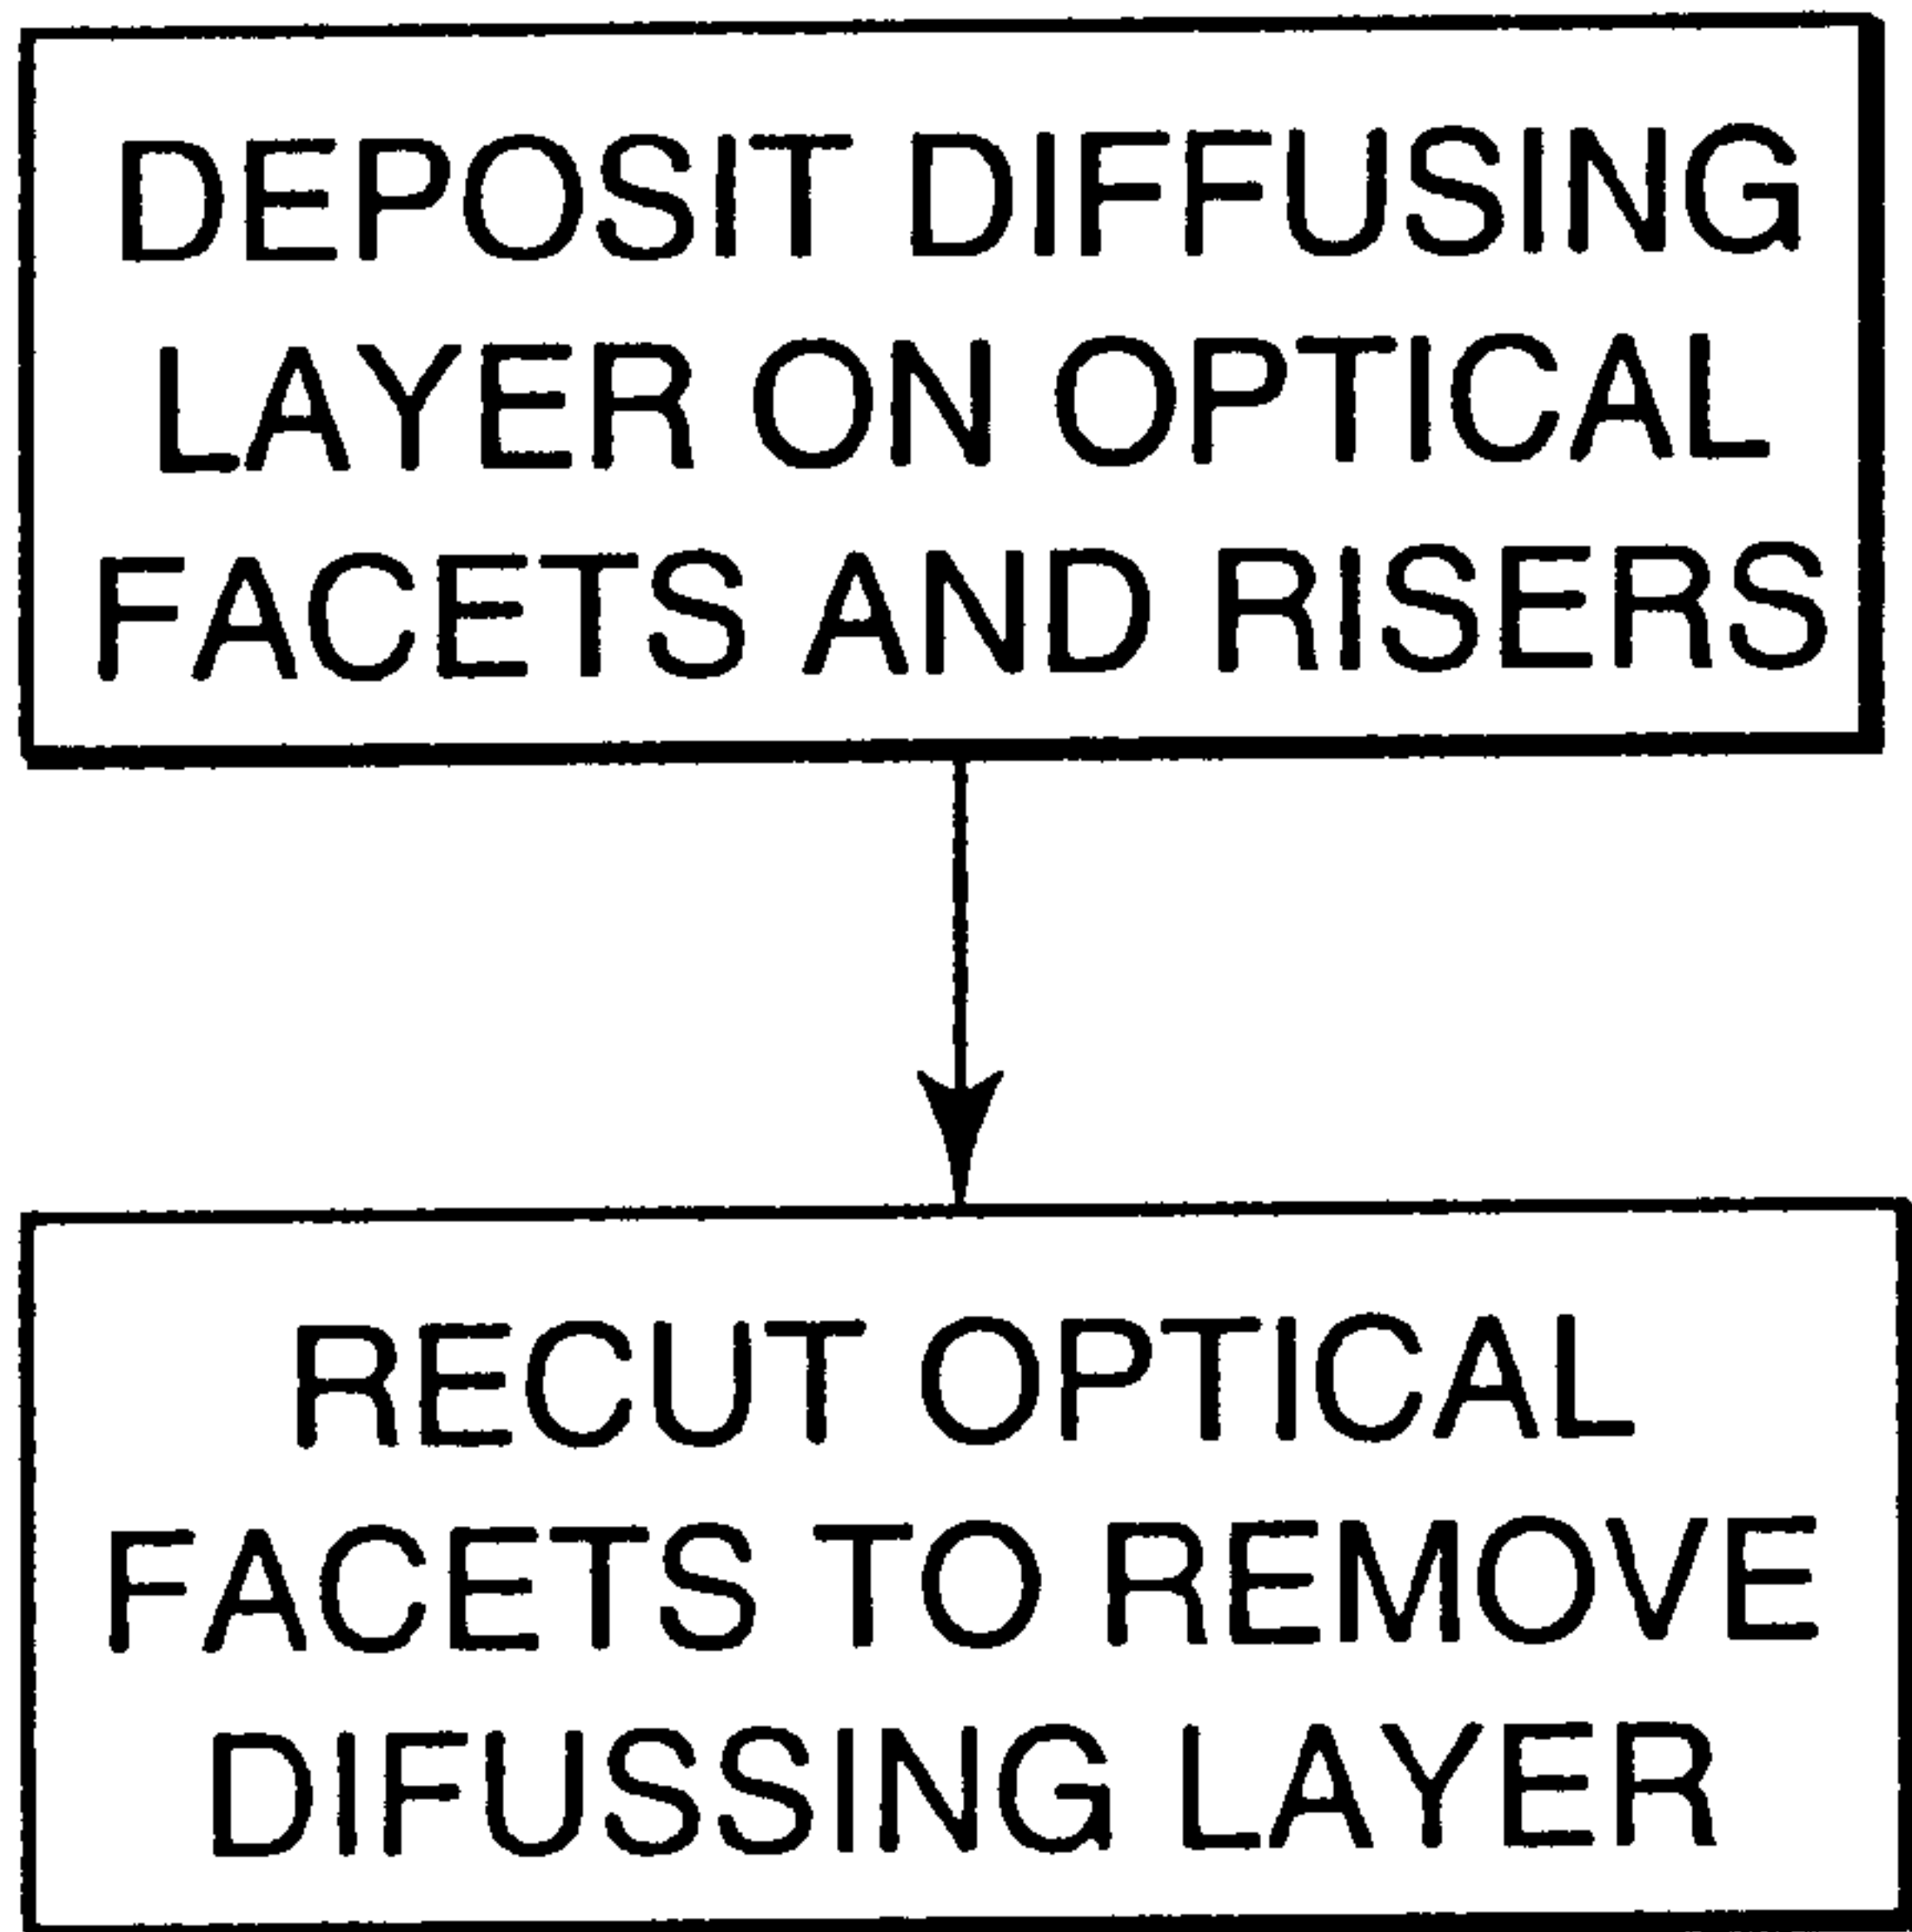 DEPOSIT DIFFUSING
LAYER ON OPTICAL
FACETS AND RISERS
RECUT OPTICAL
FACETS TO REMOVE
DIFUSSING LAYER